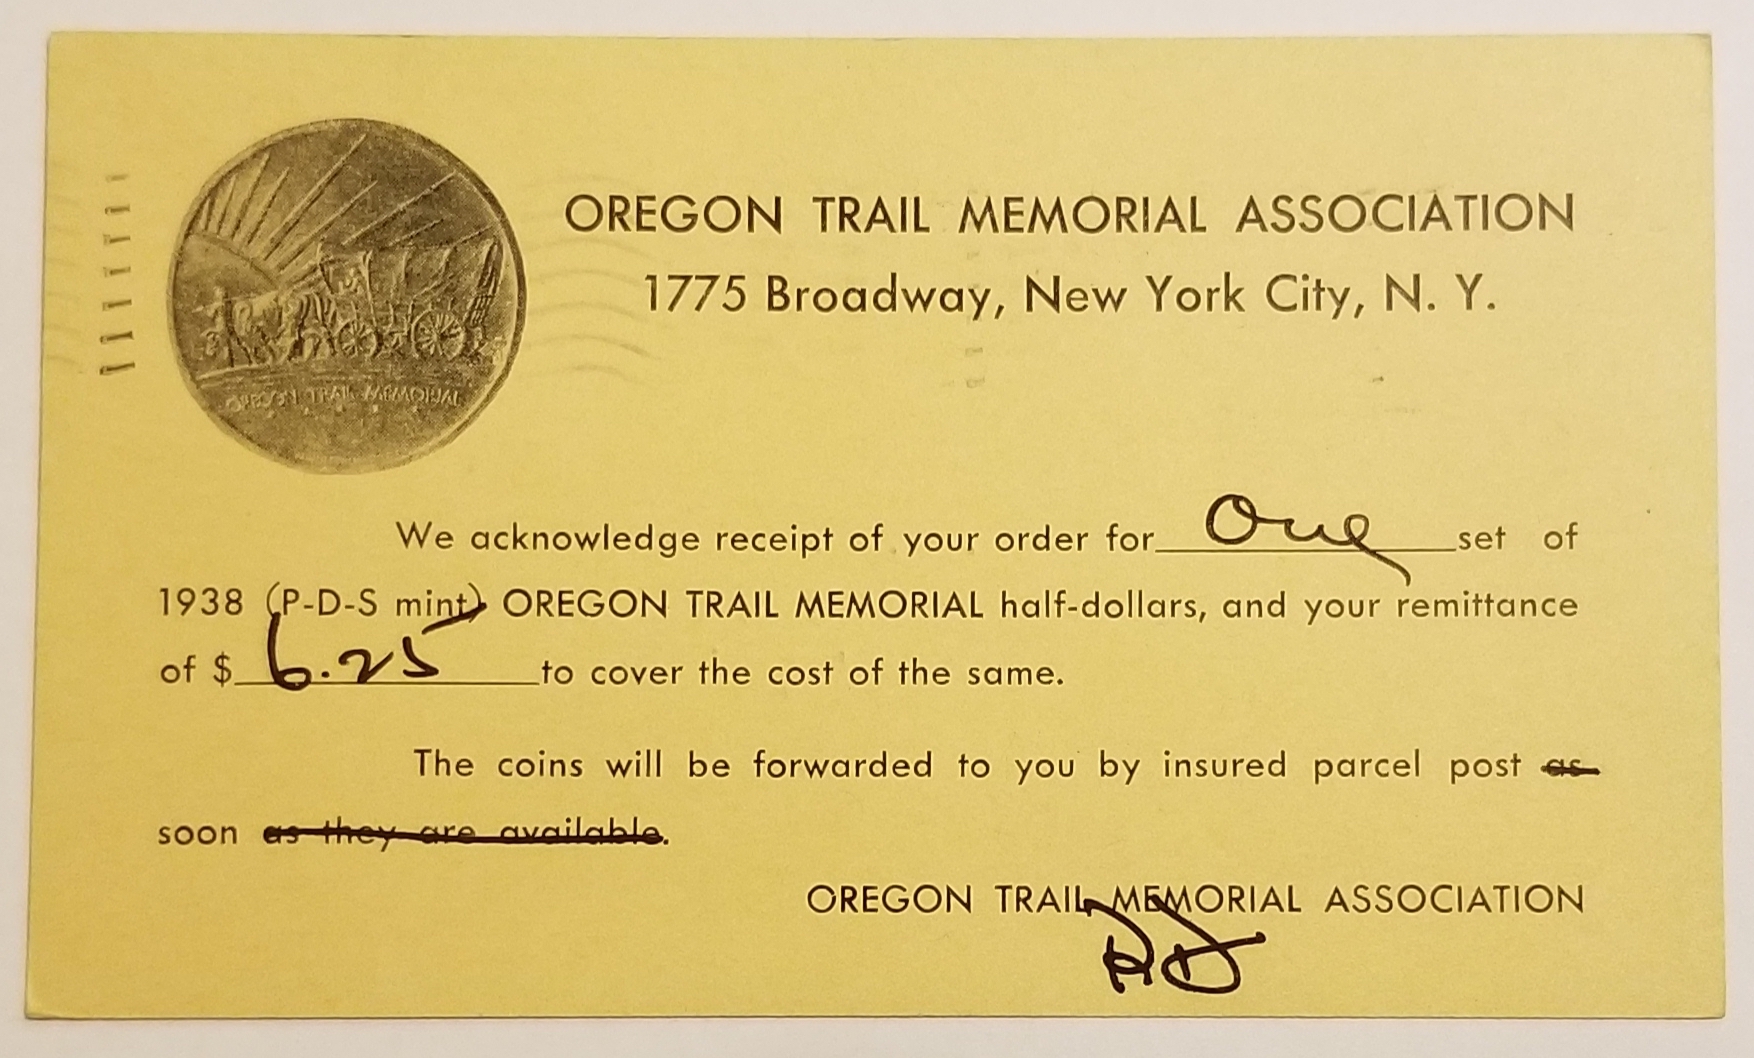 OREGON TRAIL MEMORIAL ASSOCIATION
1775 Broadway, New York City, N. Y.
OREGON TRAIL MEMORIAL
We acknowledge receipt of your order for One set of
1938 (P-D-S mint) OREGON TRAIL MEMORIAL half-dollars, and your remittance
of $ 6.25 to cover the cost of the same.
The coins will be forwarded to you by insured parcel post as
soon as they are available.
OREGON TRAIL MEMORIAL ASSOCIATION